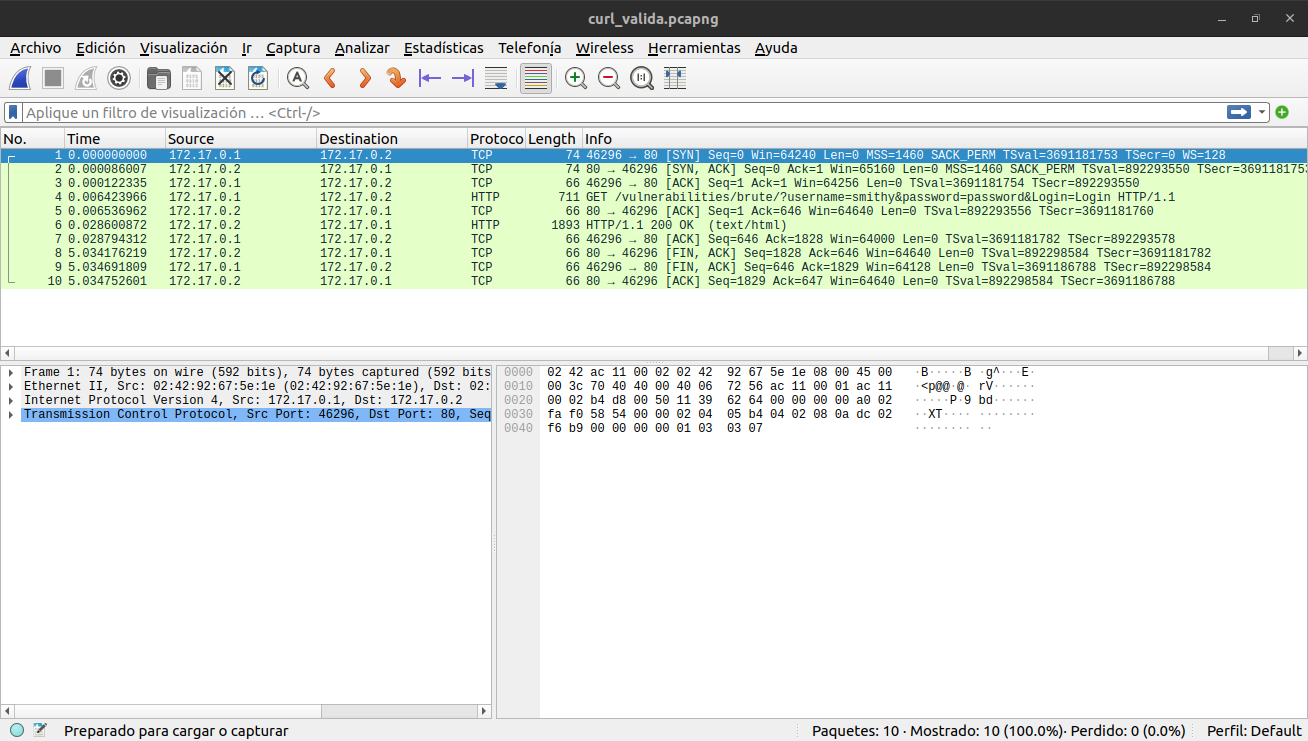 curl_valida.pcapng
Archivo Edición Visualización Ir Captura Analizar Estadísticas Telefonía Wireless Herramientas Ayuda
Aplique un filtro de visualización … <Ctrl-/>
No. Time Source Destination Protoco Length Info
1 0.000000000 172.17.0.1 172.17.0.2 TCP 74 46296 → 80 [SYN] Seq=0 Win=64240 Len=0 MSS=1460 SACK_PERM TSval=3691181753 TSecr=0 WS=128
2 0.000086007 172.17.0.2 172.17.0.1 TCP 74 80 → 46296 [SYN, ACK] Seq=0 Ack=1 Win=65160 Len=0 MSS=1460 SACK_PERM TSval=892293550 TSecr=3691181753
3 0.000122335 172.17.0.1 172.17.0.2 TCP 66 46296 → 80 [ACK] Seq=1 Ack=1 Win=64256 Len=0 TSval=3691181754 TSecr=892293550
4 0.006423966 172.17.0.1 172.17.0.2 HTTP 711 GET /vulnerabilities/brute/?username=smithy&password=password&Login=Login HTTP/1.1
5 0.006536962 172.17.0.2 172.17.0.1 TCP 66 80 → 46296 [ACK] Seq=1 Ack=646 Win=64640 Len=0 TSval=892293556 TSecr=3691181760
6 0.028600872 172.17.0.2 172.17.0.1 HTTP 1893 HTTP/1.1 200 OK (text/html)
7 0.028794312 172.17.0.1 172.17.0.2 TCP 66 46296 → 80 [ACK] Seq=646 Ack=1828 Win=64000 Len=0 TSval=3691181782 TSecr=892293578
8 5.034176219 172.17.0.2 172.17.0.1 TCP 66 80 → 46296 [FIN, ACK] Seq=1828 Ack=646 Win=64640 Len=0 TSval=892298584 TSecr=3691181782
9 5.034691809 172.17.0.1 172.17.0.2 TCP 66 46296 → 80 [FIN, ACK] Seq=646 Ack=1829 Win=64128 Len=0 TSval=3691186788 TSecr=892298584
10 5.034752601 172.17.0.2 172.17.0.1 TCP 66 80 → 46296 [ACK] Seq=1829 Ack=647 Win=64640 Len=0 TSval=892298584 TSecr=3691186788
Frame 1: 74 bytes on wire (592 bits), 74 bytes captured (592 bits
Ethernet II, Src: 02:42:92:67:5e:1e (02:42:92:67:5e:1e), Dst: 02:
Internet Protocol Version 4, Src: 172.17.0.1, Dst: 172.17.0.2
Transmission Control Protocol, Src Port: 46296, Dst Port: 80, Seq
0000 02 42 ac 11 00 02 02 42 92 67 5e 1e 08 00 45 00 ·B·····B ·g^···E·
0010 00 3c 70 40 40 00 40 06 72 56 ac 11 00 01 ac 11 ·<p@@·@· rV······
0020 00 02 b4 d8 00 50 11 39 62 64 00 00 00 00 a0 02 ·····P·9 bd······
0030 fa f0 58 54 00 00 02 04 05 b4 04 02 08 0a dc 02 ··XT···· ········
0040 f6 b9 00 00 00 00 01 03 03 07 ········ ··
Preparado para cargar o capturar
Paquetes: 10 · Mostrado: 10 (100.0%)· Perdido: 0 (0.0%)
Perfil: Default